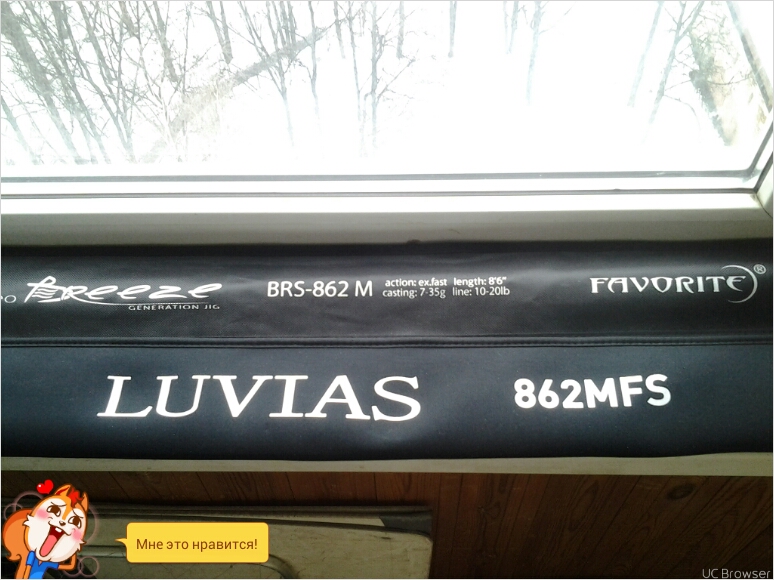 Breeze
GENERATION JIG
BRS-862 M
action: ex.fast length: 8'6"
casting: 7-35g line: 10-20lb
FAVORITE®
LUVIAS
862MFS
Мне это нравится!
UC Browser